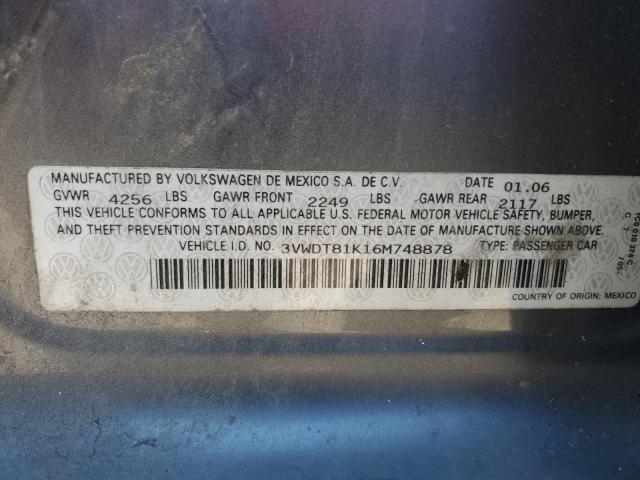 MANUFACTURED BY VOLKSWAGEN DE MEXICO S.A. DE C.V. DATE 01.06
GVWR 4256 LBS GAWR FRONT 2249 LBS GAWR REAR 2117 LBS
THIS VEHICLE CONFORMS TO ALL APPLICABLE U.S. FEDERAL MOTOR VEHICLE SAFETY, BUMPER,
AND THEFT PREVENTION STANDARDS IN EFFECT ON THE DATE OF MANUFACTURE SHOWN ABOVE.
VEHICLE I.D. NO. 3VWDT81K16M748878 TYPE: PASSENGER CAR
COUNTRY OF ORIGIN: MEXICO